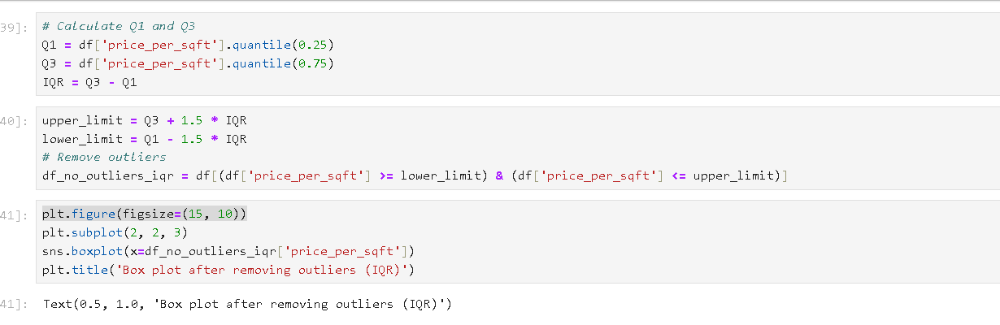 39]:
# Calculate Q1 and Q3
Q1 = df['price_per_sqft'].quantile(0.25)
Q3 = df['price_per_sqft'].quantile(0.75)
IQR = Q3 - Q1
40]:
upper_limit = Q3 + 1.5 * IQR
lower_limit = Q1 - 1.5 * IQR
# Remove outliers
df_no_outliers_iqr = df[(df['price_per_sqft'] >= lower_limit) & (df['price_per_sqft'] <= upper_limit)]
41]:
plt.figure(figsize=(15, 10))
plt.subplot(2, 2, 3)
sns.boxplot(x=df_no_outliers_iqr['price_per_sqft'])
plt.title('Box plot after removing outliers (IQR)')
41]:
Text(0.5, 1.0, 'Box plot after removing outliers (IQR)')